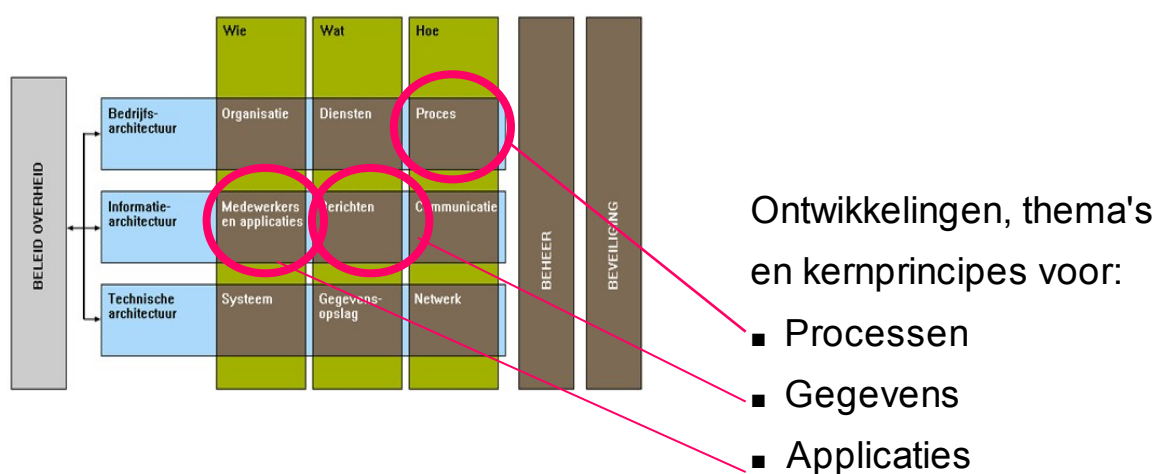 Wie
Wat
Hoe
BELEID OVERHEID
Bedrijfs-
architectuur
Organisatie
Diensten
Proces
Informatie-
architectuur
Medewerkers
en applicaties
Berichten
Communicatie
Technische
architectuur
Systeem
Gegevens-
opslag
Netwerk
BEHEER
BEVEILIGING
Ontwikkelingen, thema's
en kernprincipes voor:
■ Processen
■ Gegevens
■ Applicaties